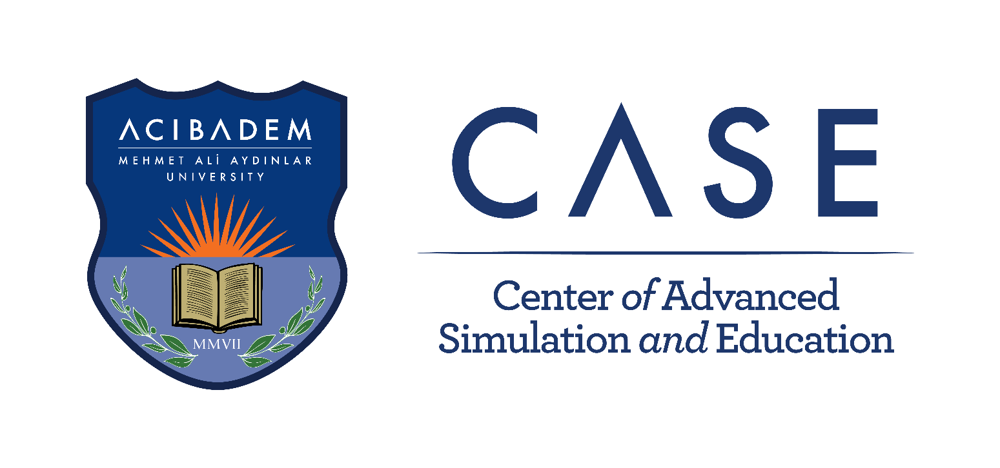 ACIBADEM
MEHMET ALİ AYDINLAR
UNIVERSITY
MMVII
CASE
Center of Advanced
Simulation and Education